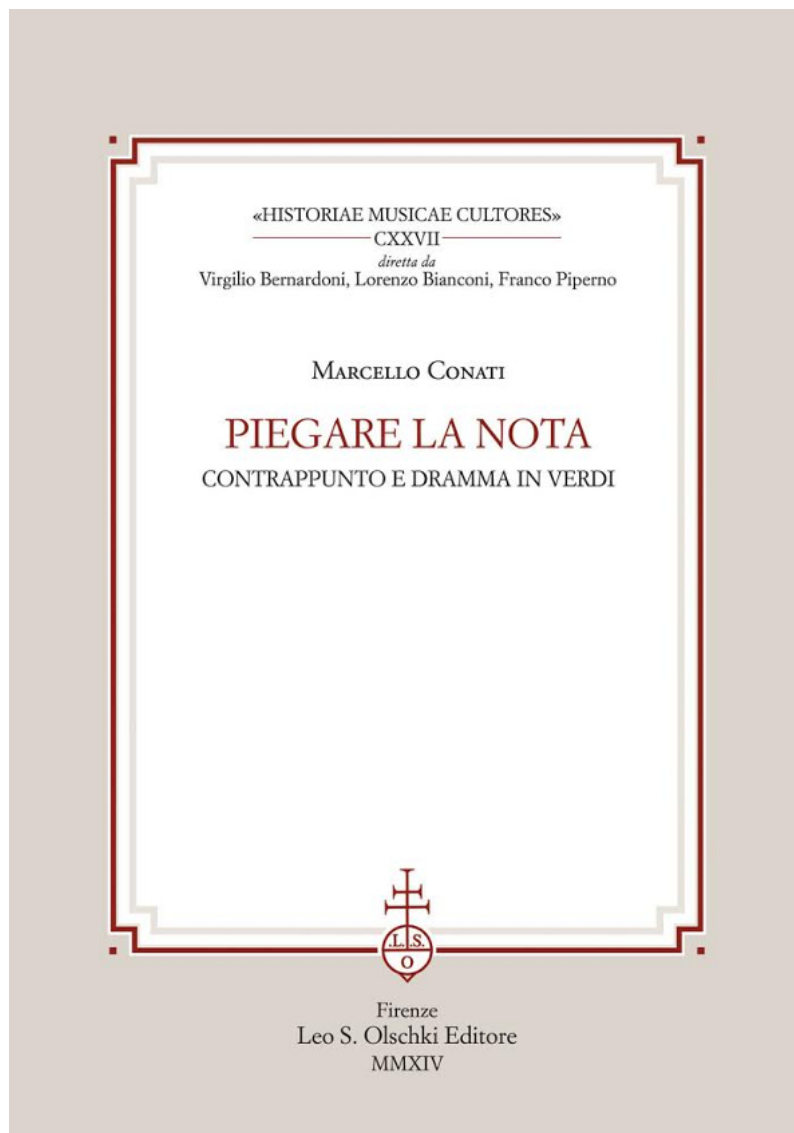 «HISTORIAE MUSICAE CULTORES»
CXXVII
diretta da
Virgilio Bernardoni, Lorenzo Bianconi, Franco Piperno
MARCELLO CONATI
PIEGARE LA NOTA
CONTRAPPUNTO E DRAMMA IN VERDI
.L. .S.
O
Firenze
Leo S. Olschki Editore
MMXIV